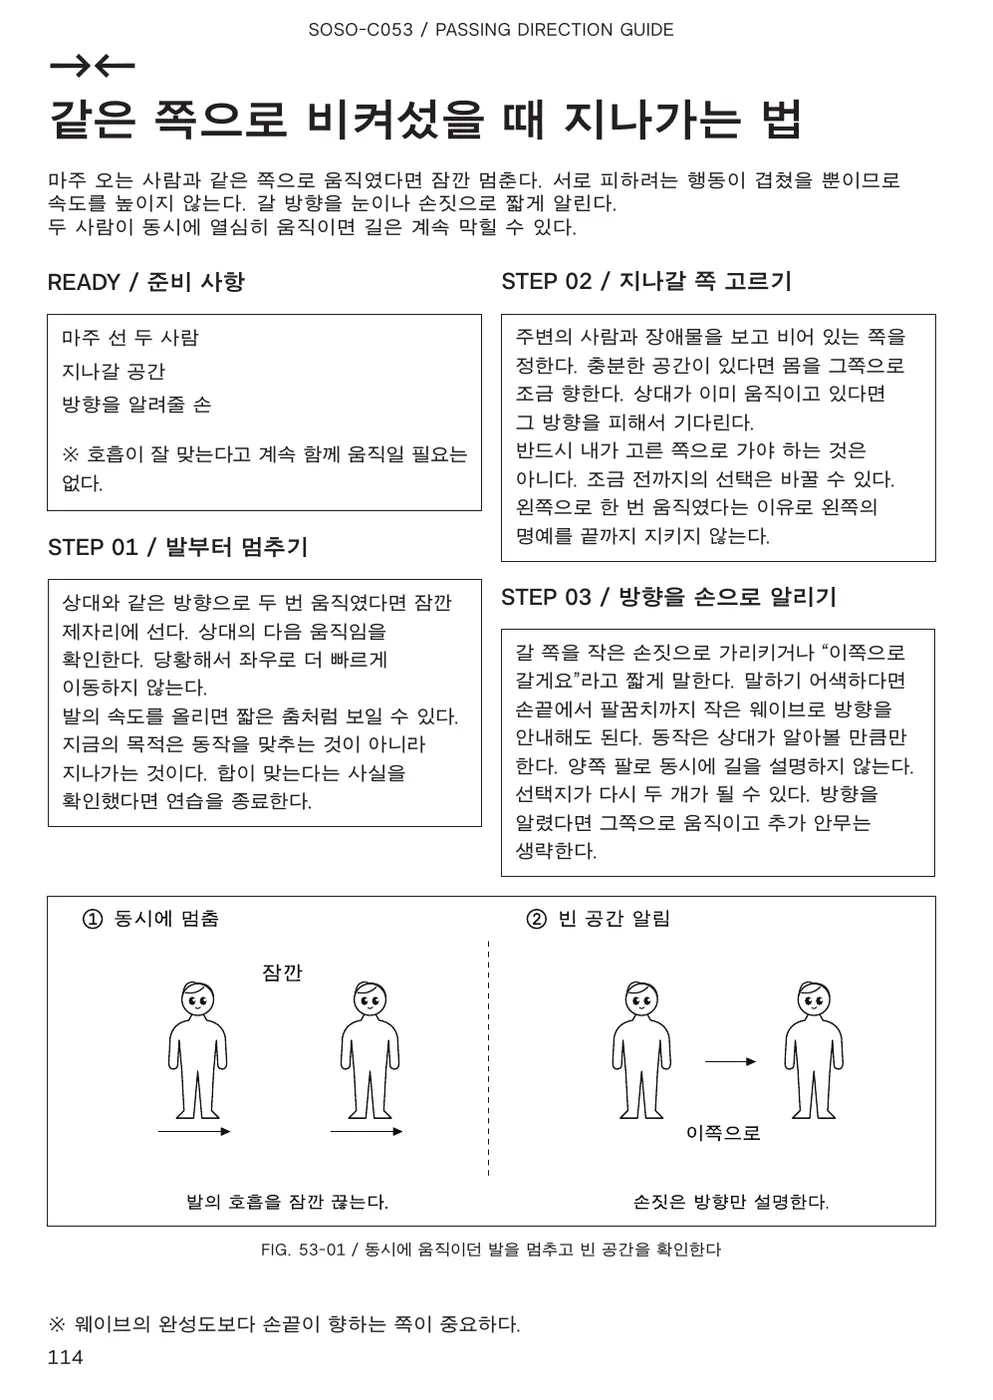 SOSO-C053 / PASSING DIRECTION GUIDE
→←
같은 쪽으로 비켜섰을 때 지나가는 법
마주 오는 사람과 같은 쪽으로 움직였다면 잠깐 멈춘다. 서로 피하려는 행동이 겹쳤을 뿐이므로
속도를 높이지 않는다. 갈 방향을 눈이나 손짓으로 짧게 알린다.
두 사람이 동시에 열심히 움직이면 길은 계속 막힐 수 있다.
READY / 준비 사항
마주 선 두 사람
지나갈 공간
방향을 알려줄 손
※ 호흡이 잘 맞는다고 계속 함께 움직일 필요는
없다.
STEP 01 / 발부터 멈추기
상대와 같은 방향으로 두 번 움직였다면 잠깐
제자리에 선다. 상대의 다음 움직임을
확인한다. 당황해서 좌우로 더 빠르게
이동하지 않는다.
발의 속도를 올리면 짧은 춤처럼 보일 수 있다.
지금의 목적은 동작을 맞추는 것이 아니라
지나가는 것이다. 합이 맞는다는 사실을
확인했다면 연습을 종료한다.
STEP 02 / 지나갈 쪽 고르기
주변의 사람과 장애물을 보고 비어 있는 쪽을
정한다. 충분한 공간이 있다면 몸을 그쪽으로
조금 향한다. 상대가 이미 움직이고 있다면
그 방향을 피해서 기다린다.
반드시 내가 고른 쪽으로 가야 하는 것은
아니다. 조금 전까지의 선택은 바꿀 수 있다.
왼쪽으로 한 번 움직였다는 이유로 왼쪽의
명예를 끝까지 지키지 않는다.
STEP 03 / 방향을 손으로 알리기
갈 쪽을 작은 손짓으로 가리키거나 “이쪽으로
갈게요”라고 짧게 말한다. 말하기 어색하다면
손끝에서 팔꿈치까지 작은 웨이브로 방향을
안내해도 된다. 동작은 상대가 알아볼 만큼만
한다. 양쪽 팔로 동시에 길을 설명하지 않는다.
선택지가 다시 두 개가 될 수 있다. 방향을
알렸다면 그쪽으로 움직이고 추가 안무는
생략한다.
① 동시에 멈춤
잠깐
발의 호흡을 잠깐 끊는다.
② 빈 공간 알림
이쪽으로
손짓은 방향만 설명한다.
FIG. 53-01 / 동시에 움직이던 발을 멈추고 빈 공간을 확인한다
※ 웨이브의 완성도보다 손끝이 향하는 쪽이 중요하다.
114